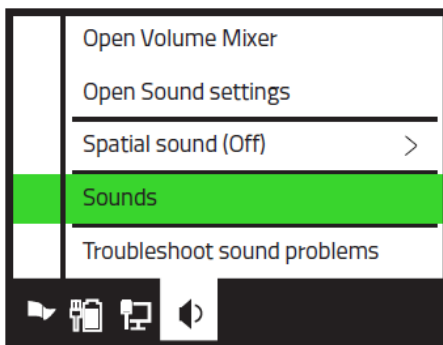 Open Volume Mixer
Open Sound settings
Spatial sound (Off)
Sounds
Troubleshoot sound problems